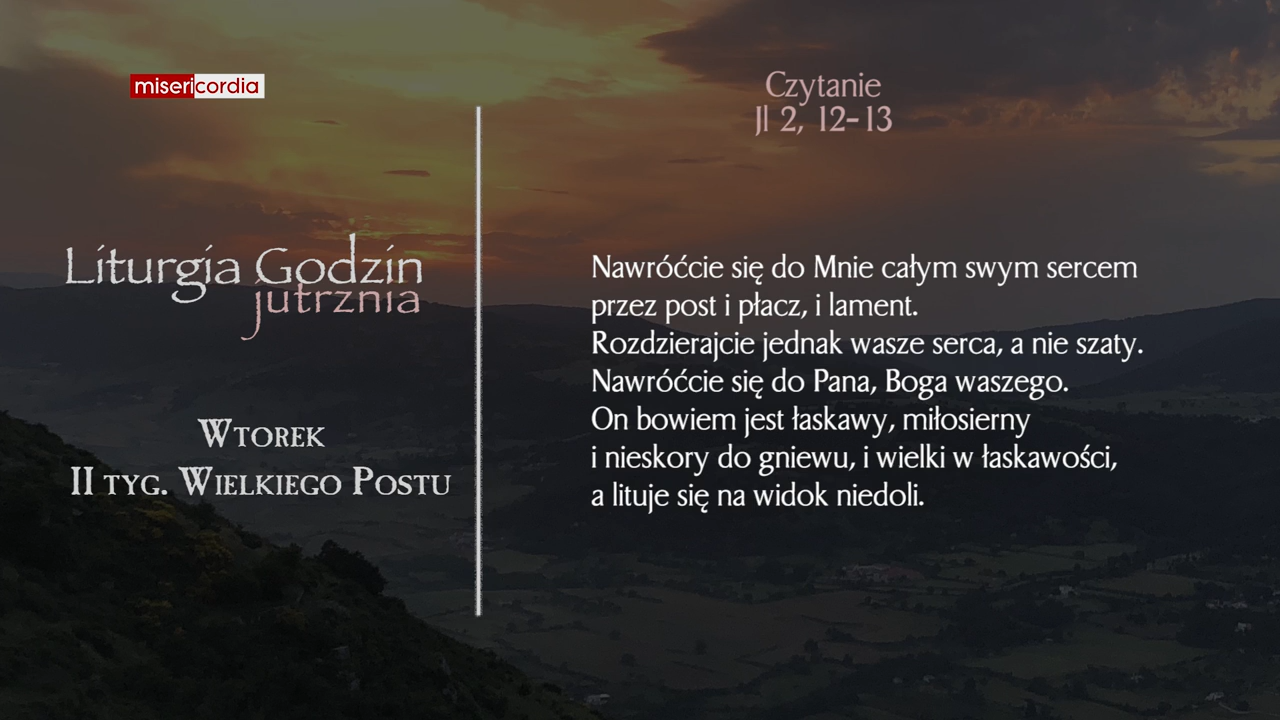 misericordia
Liturgia Godzin
jutrznia
Wtorek
II tyg. Wielkiego Postu
Czytanie
Jl 2, 12-13
Nawróćcie się do Mnie całym swym sercem
przez post i płacz, i lament.
Rozdzierajcie jednak wasze serca, a nie szaty.
Nawróćcie się do Pana, Boga waszego.
On bowiem jest łaskawy, miłosierny
i nieskory do gniewu, i wielki w łaskawości,
a lituje się na widok niedoli.